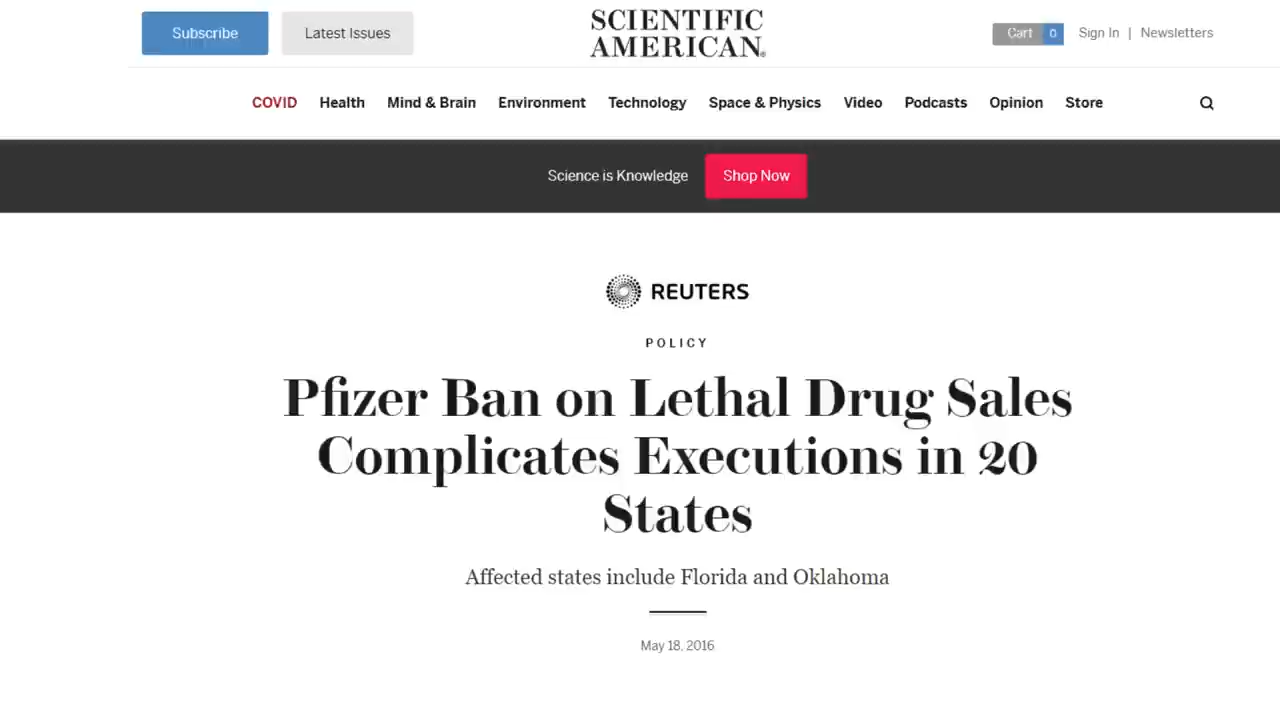 Subscribe
Latest Issues
SCIENTIFIC
AMERICAN®
Cart 0
Sign In | Newsletters
COVID Health Mind & Brain Environment Technology Space & Physics Video Podcasts Opinion Store
Science is Knowledge
Shop Now
REUTERS
POLICY
Pfizer Ban on Lethal Drug Sales
Complicates Executions in 20
States
Affected states include Florida and Oklahoma
May 18, 2016